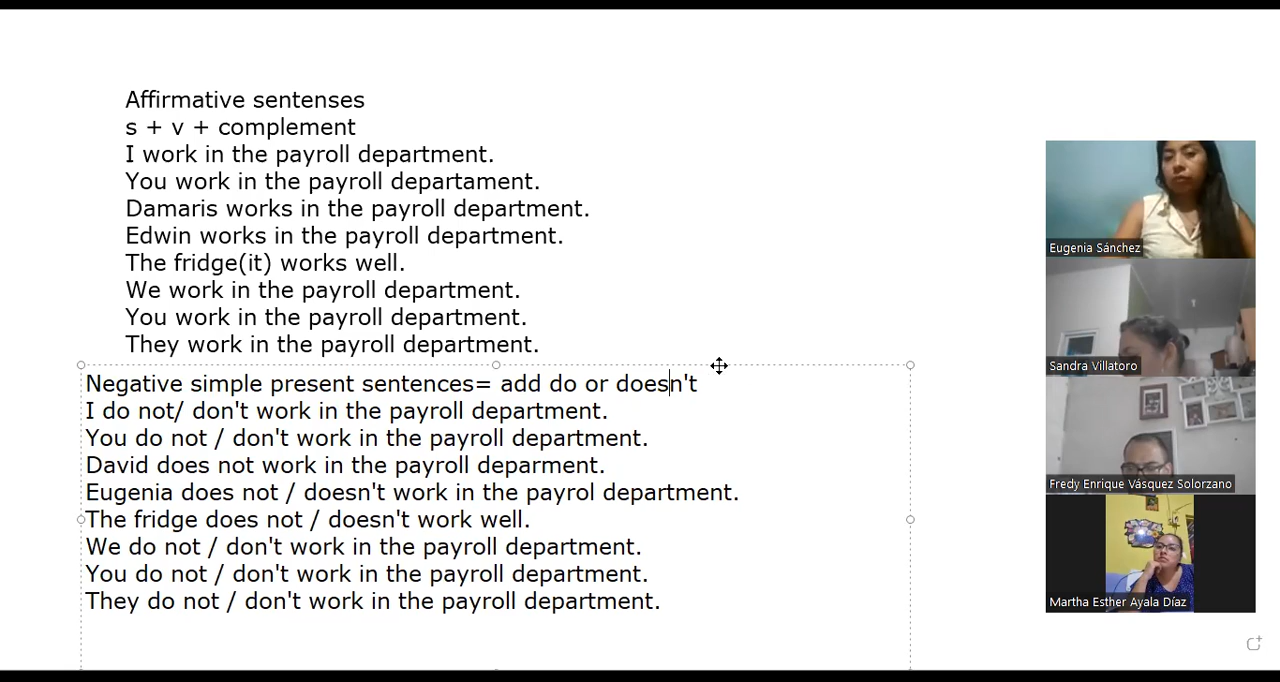 Affirmative sentenses
s + v + complement
I work in the payroll department.
You work in the payroll departament.
Damaris works in the payroll department.
Edwin works in the payroll department.
The fridge(it) works well.
We work in the payroll department.
You work in the payroll department.
They work in the payroll department.
Negative simple present sentences= add do or doesn't
I do not/ don't work in the payroll department.
You do not / don't work in the payroll department.
David does not work in the payroll deparment.
Eugenia does not / doesn't work in the payrol department.
The fridge does not / doesn't work well.
We do not / don't work in the payroll department.
You do not / don't work in the payroll department.
They do not / don't work in the payroll department.
Eugenia Sánchez
Sandra Villatoro
Fredy Enrique Vásquez Solorzano
Martha Esther Ayala Díaz